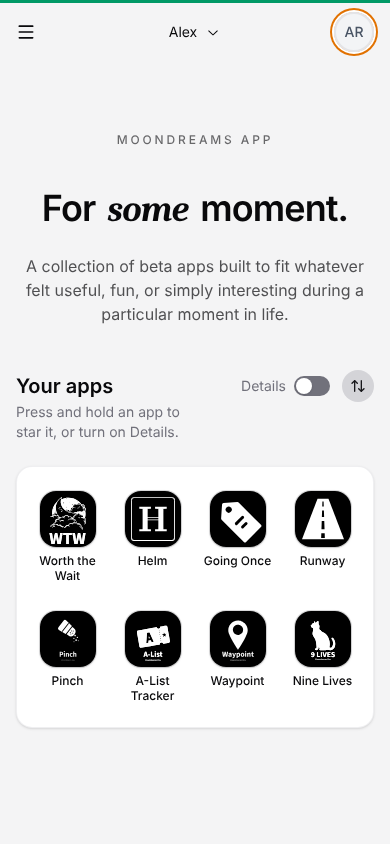 Alex
AR
MOONDREAMS APP
For some moment.
A collection of beta apps built to fit whatever
felt useful, fun, or simply interesting during a
particular moment in life.
Your apps
Details
Press and hold an app to
star it, or turn on Details.
WTW
H
A
A-List
Pinch
Waypoint
9 LIVES
Worth the
Wait
Helm
Going Once
Runway
Pinch
A-List
Tracker
Waypoint
Nine Lives